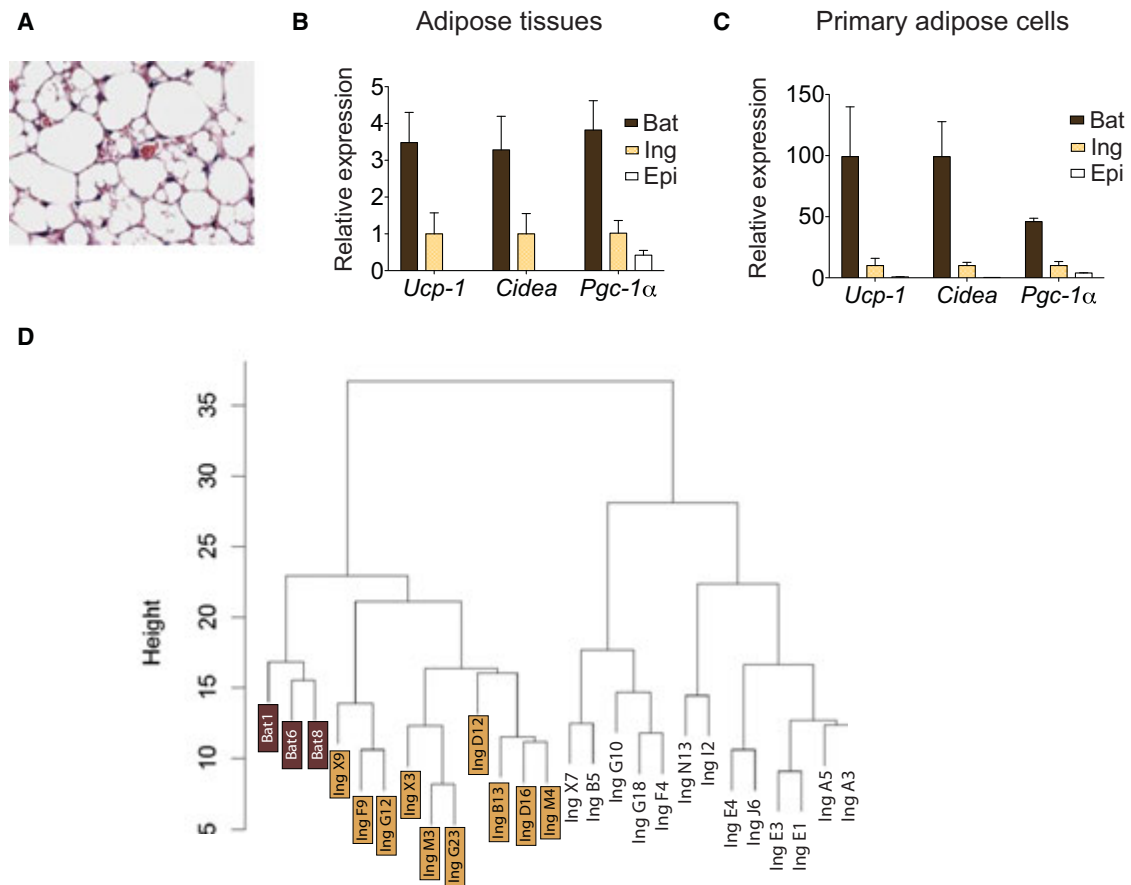 A
B
Adipose tissues
Relative expression
5
4
3
2
1
0
Ucp-1
Cidea
Pgc-1α
Bat
Ing
Epi
C
Primary adipose cells
Relative expression
150
100
50
0
Ucp-1
Cidea
Pgc-1α
Bat
Ing
Epi
D
Height
35
30
25
20
15
10
5
Bat1
Bat6
Bat8
Ing X9
Ing F9
Ing G12
Ing X3
Ing M3
Ing G23
Ing D12
Ing B13
Ing D16
Ing M4
Ing X7
Ing B5
Ing G10
Ing G18
Ing F4
Ing N13
Ing I2
Ing E4
Ing J6
Ing E3
Ing E1
Ing A5
Ing A3